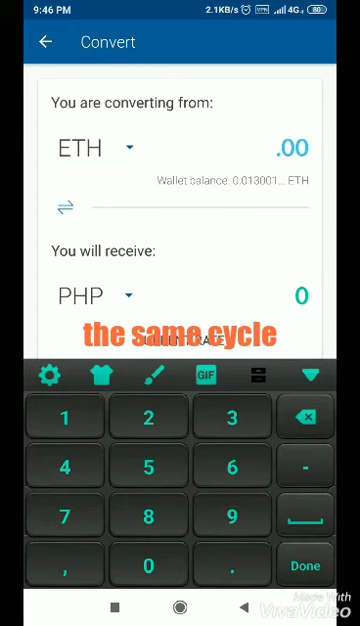 9:46 PM 2.1KB/s VPN 4G+ 80
Convert
You are converting from:
ETH .00
Wallet balance: 0.013001... ETH
You will receive:
PHP 0
the same cycle
GIF
1 2 3
4 5 6 -
7 8 9
, 0 . Done
Made With
VivaVideo